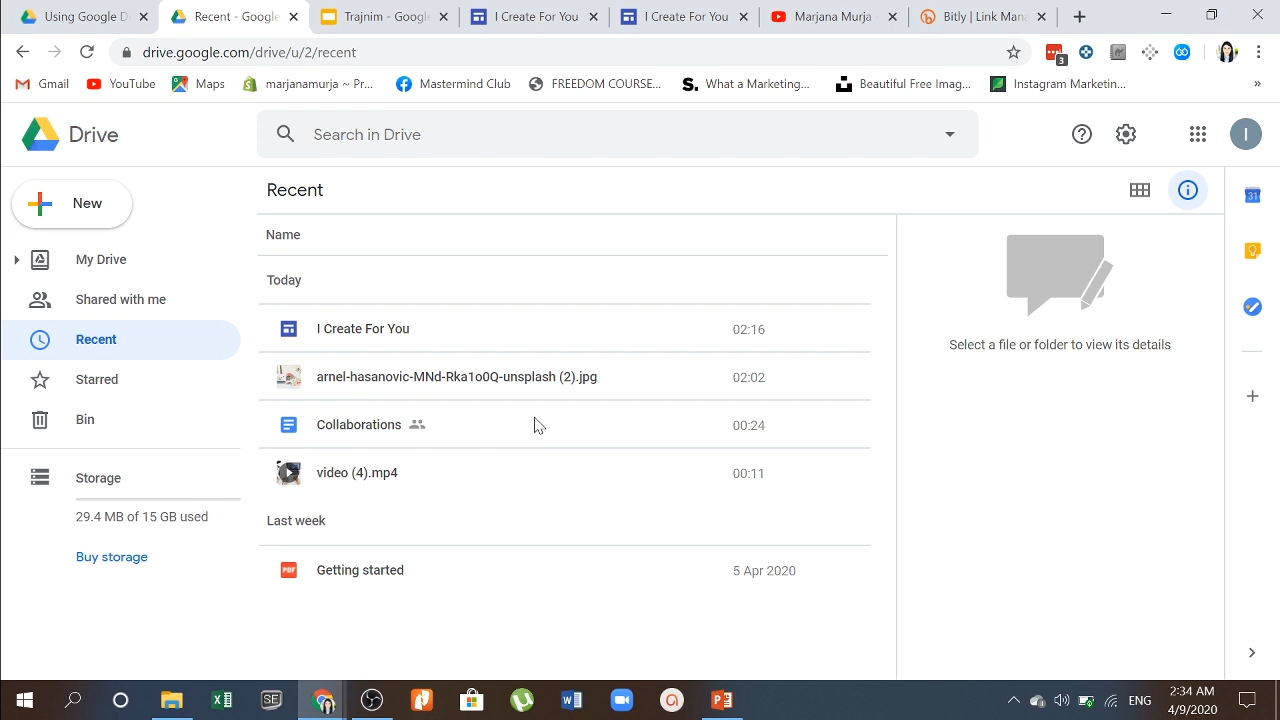 Using Google D
Recent - Google
Trajnim - Google
I Create For You
I Create For You
Marjana Murja
Bitly | Link Man
drive.google.com/drive/u/2/recent
3
Gmail
YouTube
Maps
marjanamurja ~ Pr...
Mastermind Club
FREEDOM COURSE...
S.
What a Marketing...
Beautiful Free Imag...
Instagram Marketin...
»
Drive
Search in Drive
I
New
Recent
31
Name
My Drive
Today
Shared with me
I Create For You 02:16
Select a file or folder to view its details
Recent
arnel-hasanovic-MNd-Rka1o0Q-unsplash (2).jpg 02:02
Starred
Bin
Collaborations 00:24
Storage
video (4).mp4 00:11
29.4 MB of 15 GB used
Last week
Buy storage
PDF
Getting started 5 Apr 2020
SE
ENG
2:34 AM
4/9/2020